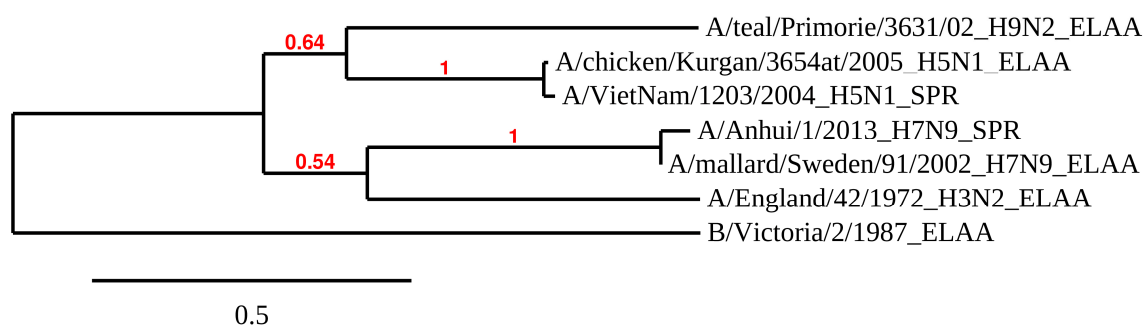 A/teal/Primorie/3631/02_H9N2_ELAA
0.64
A/chicken/Kurgan/3654at/2005_H5N1_ELAA
1
A/VietNam/1203/2004_H5N1_SPR
A/Anhui/1/2013_H7N9_SPR
1
A/mallard/Sweden/91/2002_H7N9_ELAA
0.54
A/England/42/1972_H3N2_ELAA
B/Victoria/2/1987_ELAA
0.5